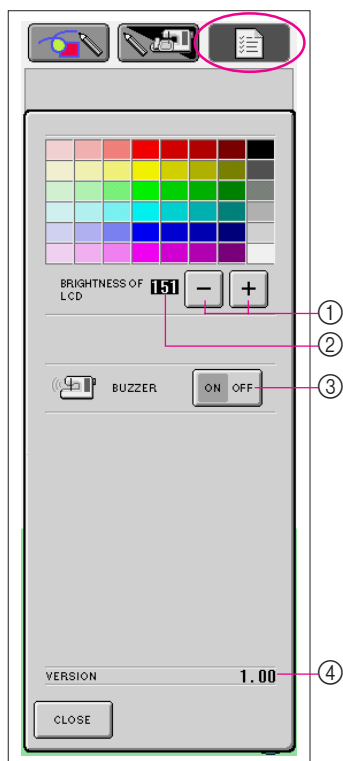 BRIGHTNESS OF 151 − +
LCD
①
②
BUZZER ON OFF ③
VERSION 1.00 ④
CLOSE